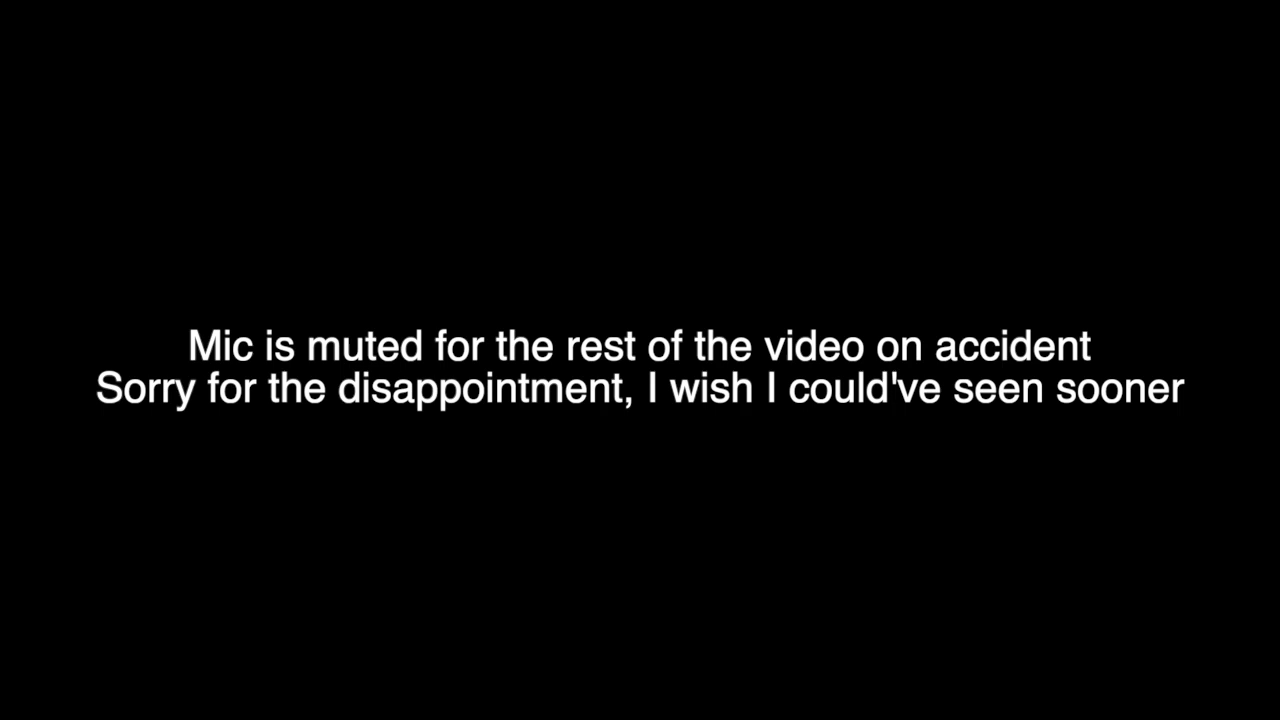 Mic is muted for the rest of the video on accident
Sorry for the disappointment, I wish I could've seen sooner